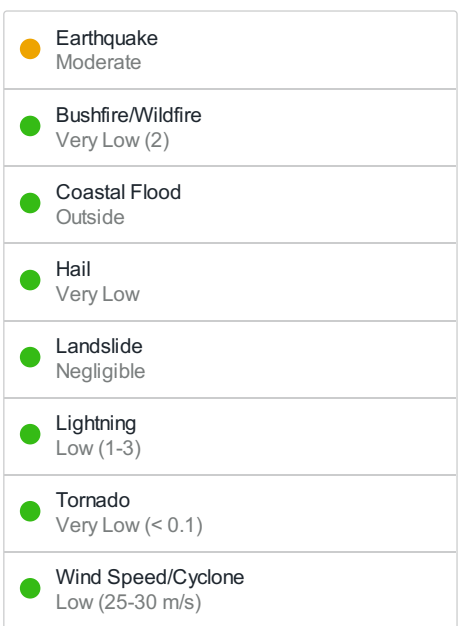 Earthquake
Moderate
Bushfire/Wildfire
Very Low (2)
Coastal Flood
Outside
Hail
Very Low
Landslide
Negligible
Lightning
Low (1-3)
Tornado
Very Low (< 0.1)
Wind Speed/Cyclone
Low (25-30 m/s)